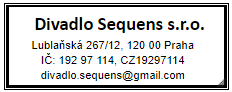 Divadlo Sequens s.r.o.
Lublaňská 267/12, 120 00 Praha
IČ: 192 97 114, CZ19297114
divadlo.sequens@gmail.com